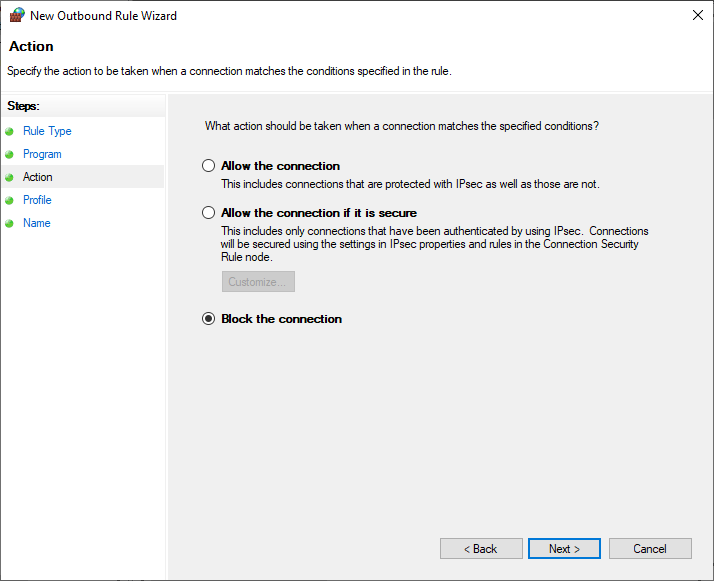 New Outbound Rule Wizard
Action
Specify the action to be taken when a connection matches the conditions specified in the rule.
Steps:
Rule Type
Program
Action
Profile
Name
What action should be taken when a connection matches the specified conditions?
Allow the connection
This includes connections that are protected with IPsec as well as those are not.
Allow the connection if it is secure
This includes only connections that have been authenticated by using IPsec.  Connections
will be secured using the settings in IPsec properties and rules in the Connection Security
Rule node.
Customize...
Block the connection
< Back
Next >
Cancel